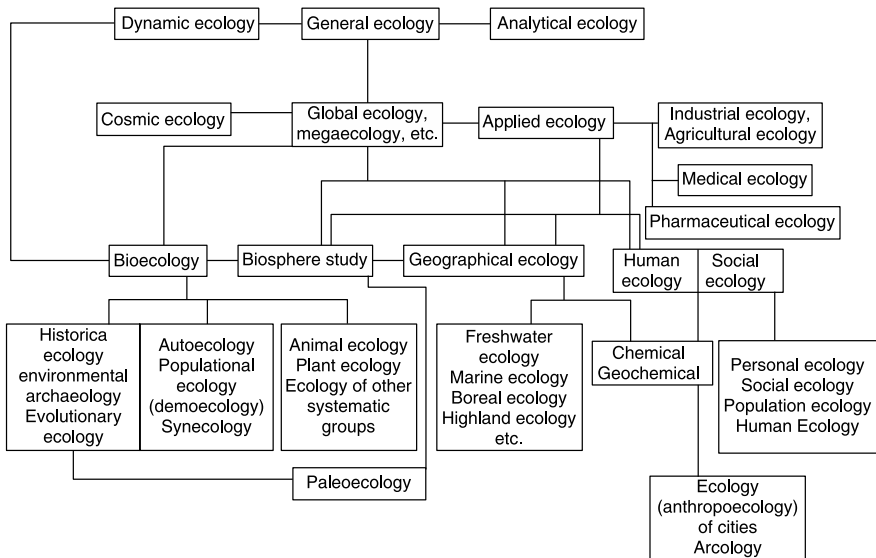 Dynamic ecology
General ecology
Analytical ecology
Cosmic ecology
Global ecology,
megaecology, etc.
Applied ecology
Industrial ecology,
Agricultural ecology
Medical ecology
Pharmaceutical ecology
Bioecology
Biosphere study
Geographical ecology
Human
ecology
Social
ecology
Historica
ecology
environmental
archaeology
Evolutionary
ecology
Autoecology
Populational
ecology
(demoecology)
Synecology
Animal ecology
Plant ecology
Ecology of other
systematic
groups
Freshwater
ecology
Marine ecology
Boreal ecology
Highland ecology
etc.
Chemical
Geochemical
Personal ecology
Social ecology
Population ecology
Human Ecology
Paleoecology
Ecology
(anthropoecology)
of cities
Arcology